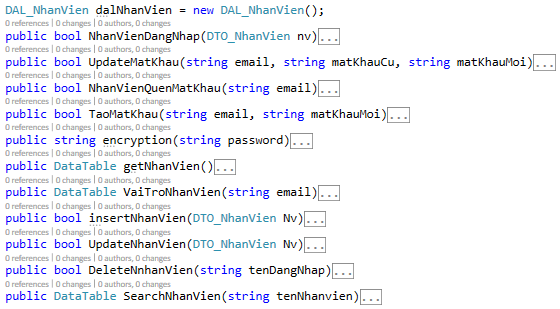 DAL_NhanVien dalNhanVien = new DAL_NhanVien();
0 references | 0 changes | 0 authors, 0 changes
public bool NhanVienDangNhap(DTO_NhanVien nv)...
0 references | 0 changes | 0 authors, 0 changes
public bool UpdateMatKhau(string email, string matKhauCu, string matKhauMoi)...
0 references | 0 changes | 0 authors, 0 changes
public bool NhanVienQuenMatKhau(string email)...
0 references | 0 changes | 0 authors, 0 changes
public bool TaoMatKhau(string email, string matKhauMoi)...
0 references | 0 changes | 0 authors, 0 changes
public string encryption(string password)...
0 references | 0 changes | 0 authors, 0 changes
public DataTable getNhanVien()...
0 references | 0 changes | 0 authors, 0 changes
public DataTable VaiTroNhanVien(string email)...
0 references | 0 changes | 0 authors, 0 changes
public bool insertNhanVien(DTO_NhanVien Nv)...
0 references | 0 changes | 0 authors, 0 changes
public bool UpdateNhanVien(DTO_NhanVien Nv)...
0 references | 0 changes | 0 authors, 0 changes
public bool DeleteNnhanVien(string tenDangNhap)...
0 references | 0 changes | 0 authors, 0 changes
public DataTable SearchNhanVien(string tenNhanvien)...